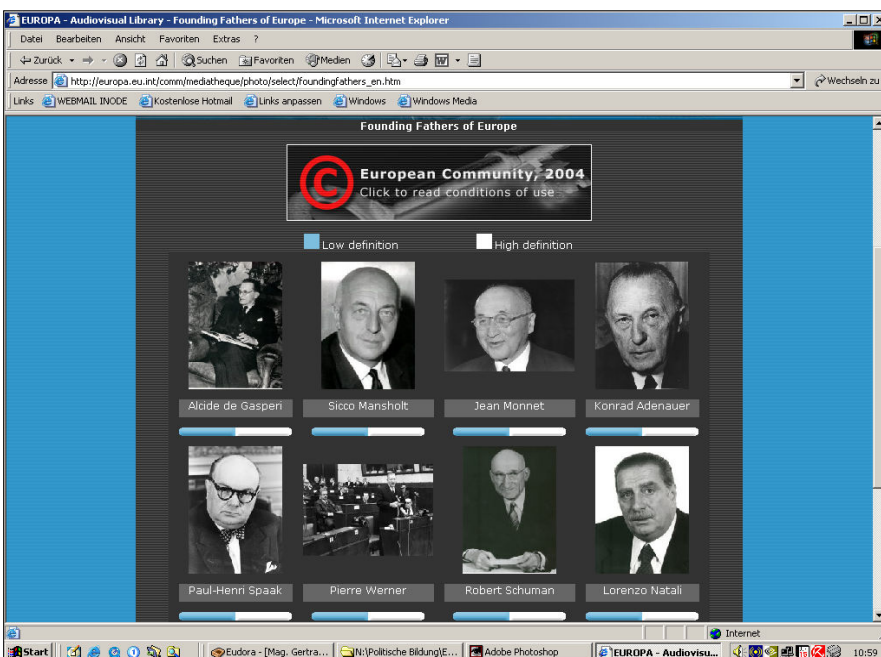 EUROPA - Audiovisual Library - Founding Fathers of Europe - Microsoft Internet Explorer
Datei Bearbeiten Ansicht Favoriten Extras ?
Zurück Suchen Favoriten Medien
Adresse http://europa.eu.int/comm/mediatheque/photo/select/foundingfathers_en.htm Wechseln zu
Links WEBMAIL INODE Kostenlose Hotmail Links anpassen Windows Windows Media
Founding Fathers of Europe
© European Community, 2004
Click to read conditions of use
Low definition High definition
Alcide de Gasperi Sicco Mansholt Jean Monnet Konrad Adenauer
Paul-Henri Spaak Pierre Werner Robert Schuman Lorenzo Natali
Internet
Start Eudora - [Mag. Gertra... N:\Politische Bildung\E... Adobe Photoshop EUROPA - Audiovisu... 10:59